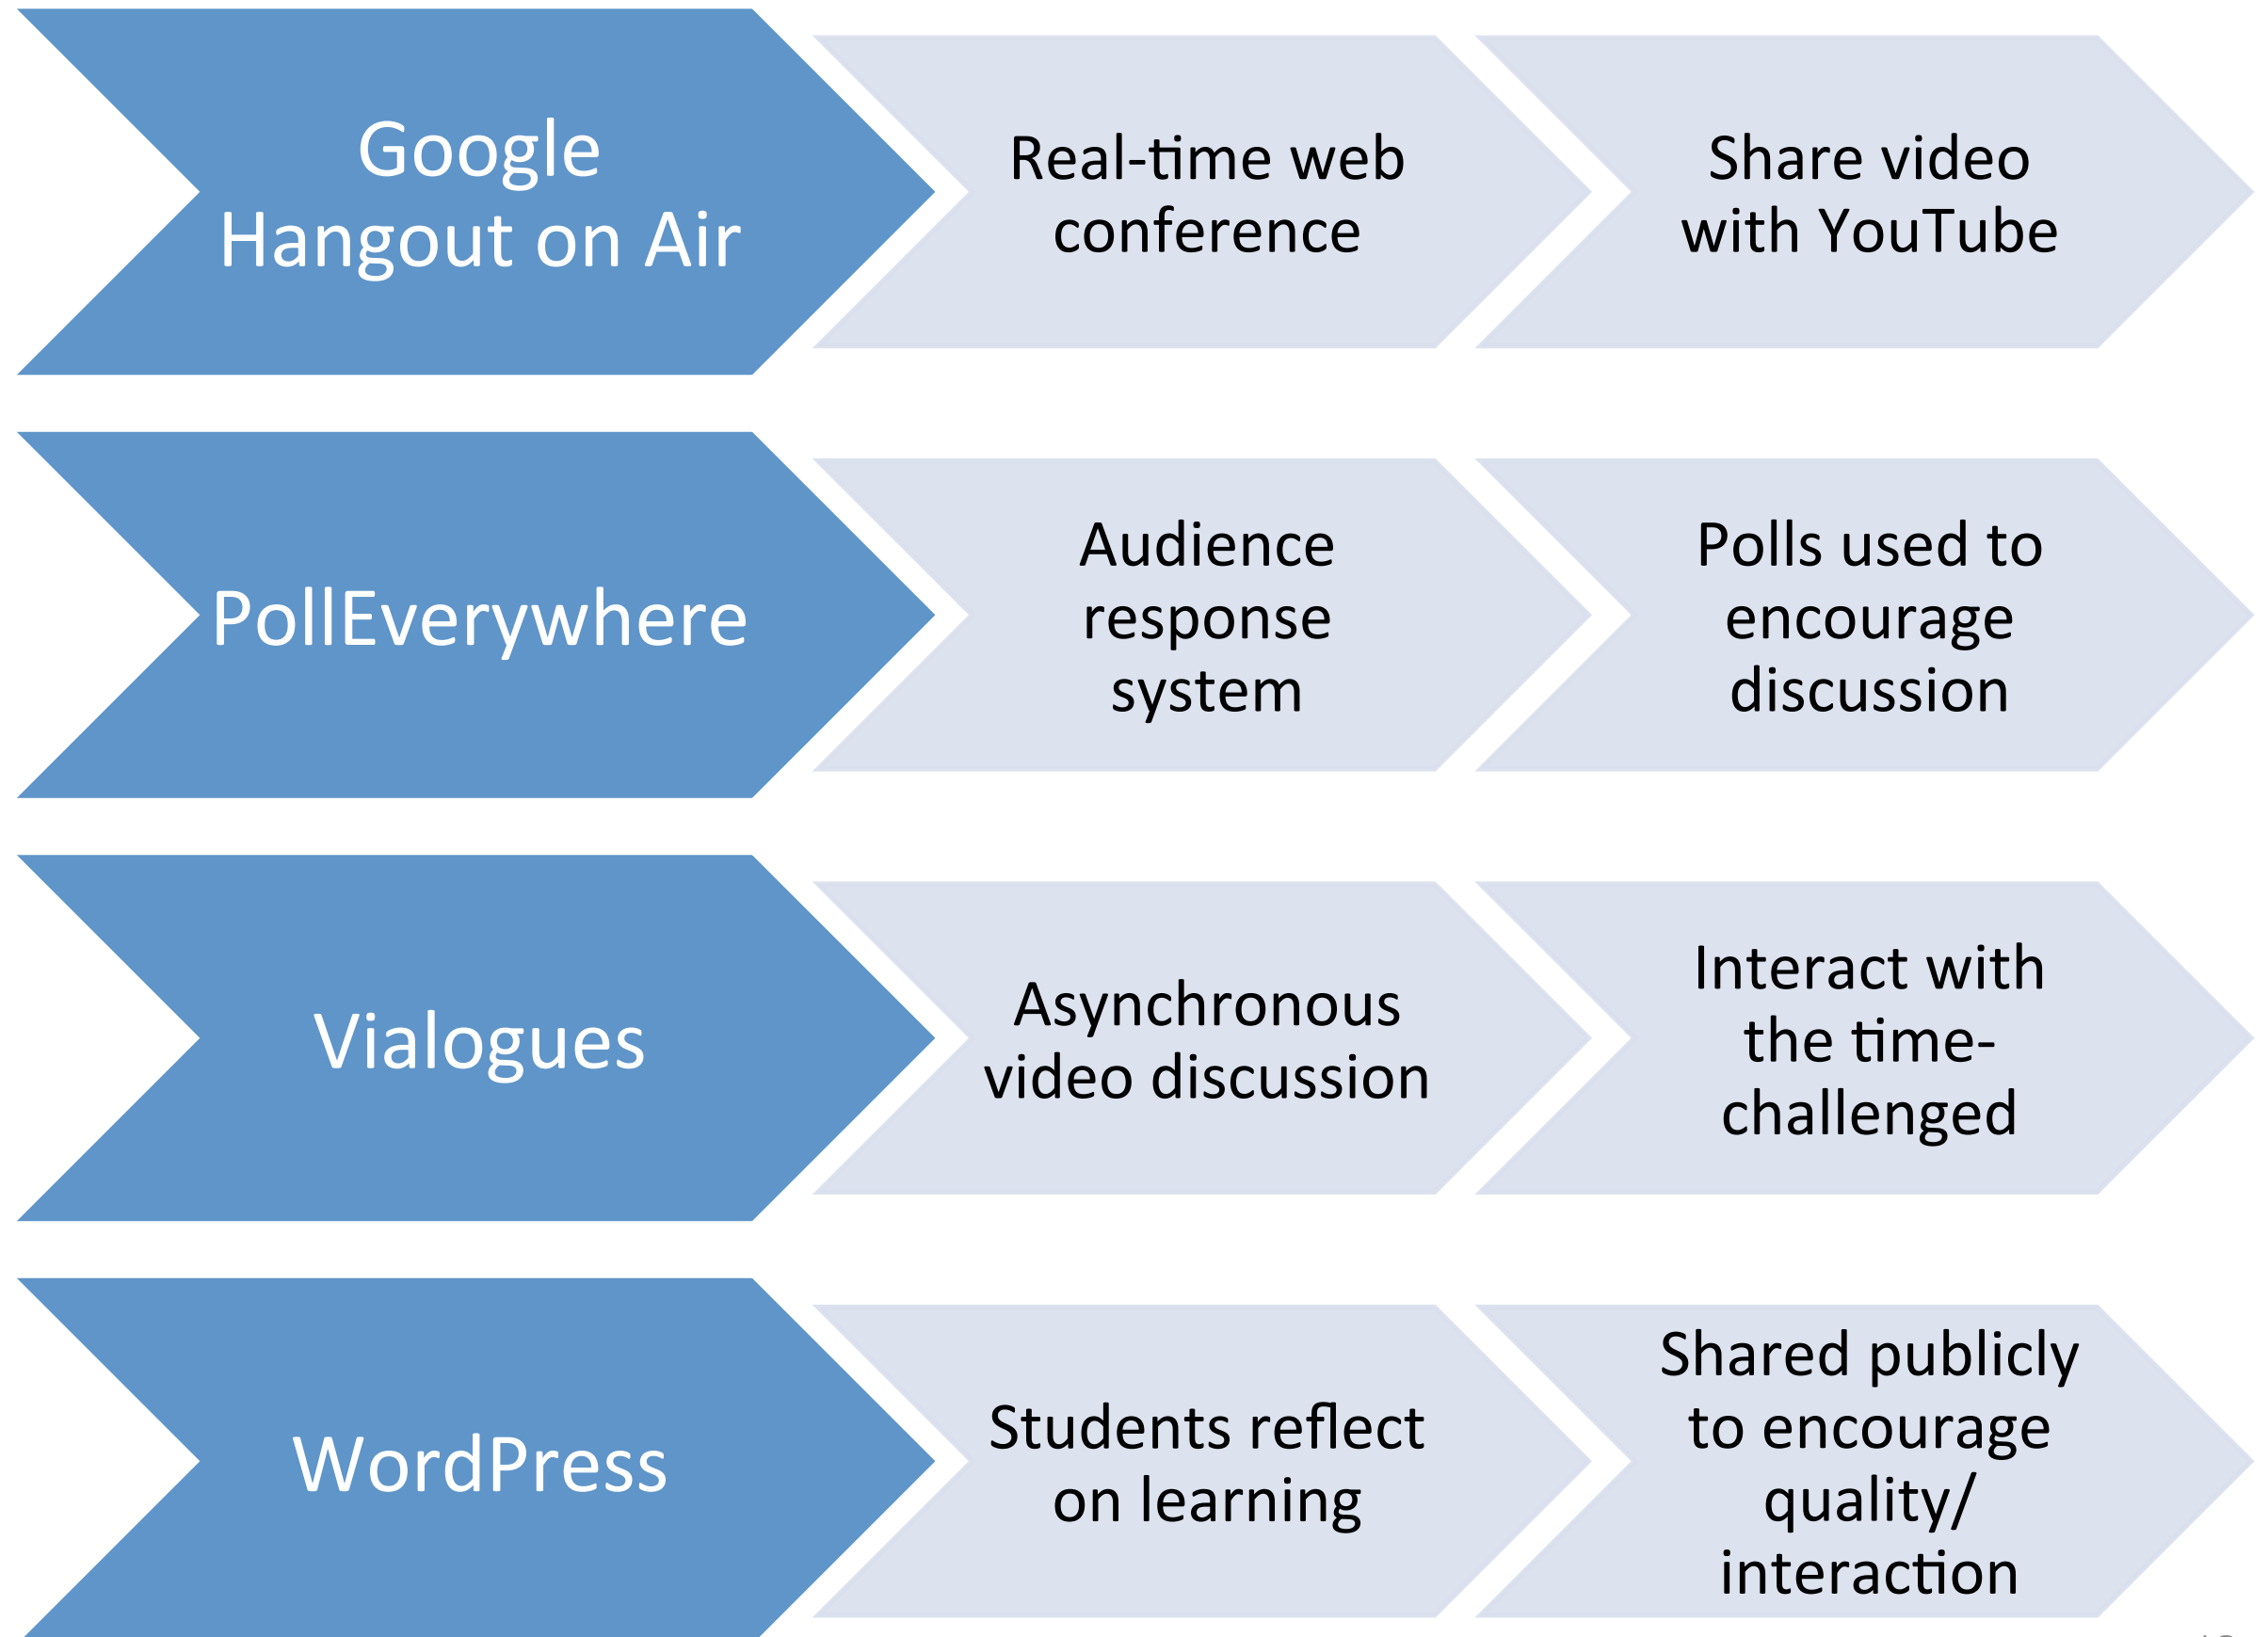 Google
Hangout on Air
Real-time web
conference
Share video
with YouTube
PollEverywhere
Audience
response
system
Polls used to
encourage
discussion
Vialogues
Asynchronous
video discussion
Interact with
the time-
challenged
WordPress
Students reflect
on learning
Shared publicly
to encourage
quality/
interaction